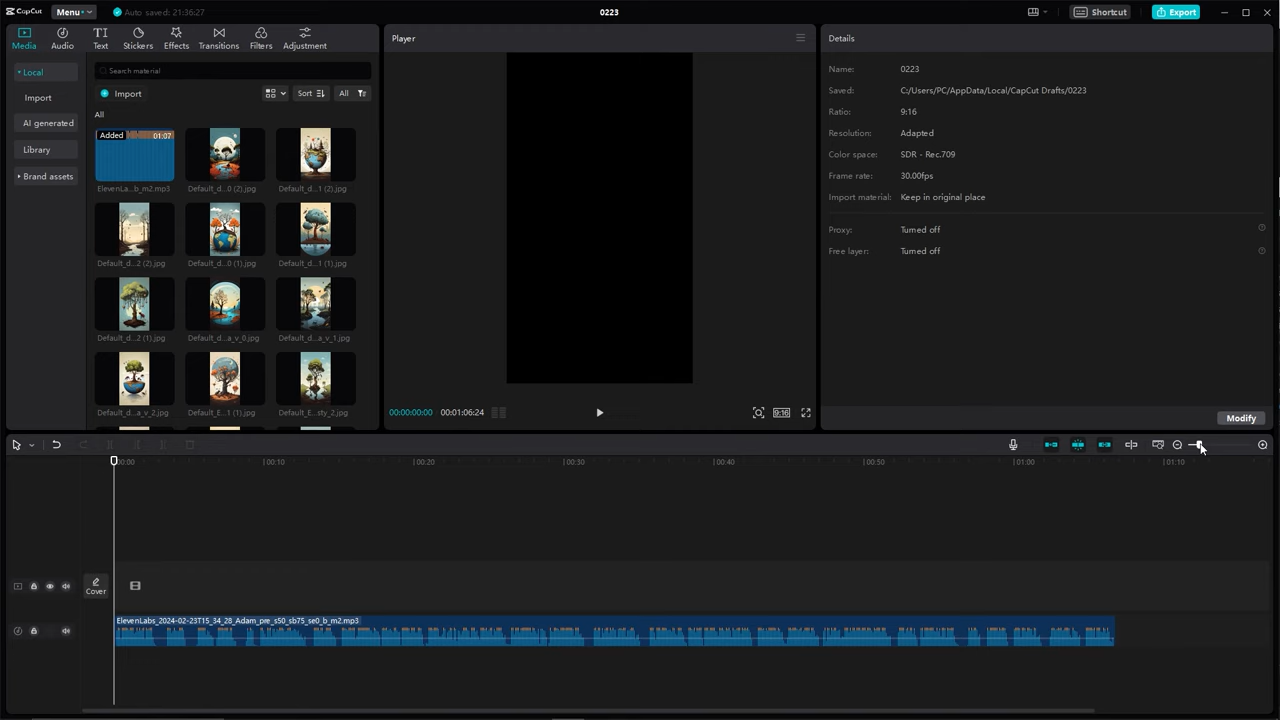 CapCut
Menu
Auto saved: 21:36:27
0223
Shortcut
Export
Media
Audio
Text
Stickers
Effects
Transitions
Filters
Adjustment
Local
Import
AI generated
Library
Brand assets
Search material
Import
Sort
All
All
Added
01:07
ElevenLa...b_m2.mp3
Default_d...0 (2).jpg
Default_d...1 (2).jpg
Default_d...2 (2).jpg
Default_d...0 (1).jpg
Default_d...1 (1).jpg
Default_d...2 (1).jpg
Default_d...a_v_0.jpg
Default_d...a_v_1.jpg
Default_d...a_v_2.jpg
Default_E...1 (1).jpg
Default_E...sty_2.jpg
Player
00:00:00:00
00:01:06:24
9:16
Details
Name: 0223
Saved: C:/Users/PC/AppData/Local/CapCut Drafts/0223
Ratio: 9:16
Resolution: Adapted
Color space: SDR - Rec.709
Frame rate: 30.00fps
Import material: Keep in original place
Proxy: Turned off
Free layer: Turned off
Modify
00:00
00:10
00:20
00:30
00:40
00:50
01:00
01:10
Cover
ElevenLabs_2024-02-23T15_34_28_Adam_pre_s50_sb75_se0_b_m2.mp3